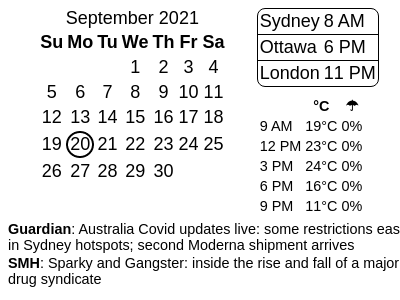 September 2021
Su Mo Tu We Th Fr Sa
1 2 3 4
5 6 7 8 9 10 11
12 13 14 15 16 17 18
19 20 21 22 23 24 25
26 27 28 29 30
Sydney 8 AM
Ottawa 6 PM
London 11 PM
°C ☂
9 AM 19°C 0%
12 PM 23°C 0%
3 PM 24°C 0%
6 PM 16°C 0%
9 PM 11°C 0%
Guardian: Australia Covid updates live: some restrictions eas
in Sydney hotspots; second Moderna shipment arrives
SMH: Sparky and Gangster: inside the rise and fall of a major
drug syndicate